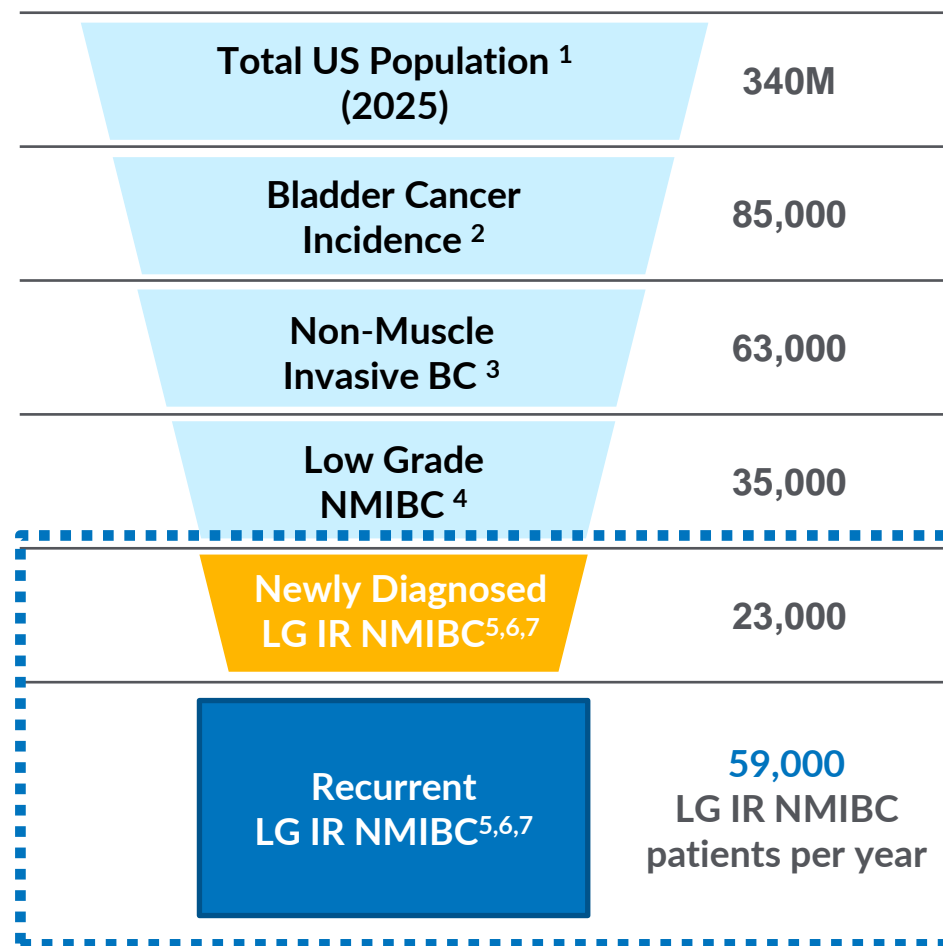 Total US Population ¹
(2025)
340M
Bladder Cancer
Incidence ²
85,000
Non-Muscle
Invasive BC ³
63,000
Low Grade
NMIBC ⁴
35,000
Newly Diagnosed
LG IR NMIBC⁵,⁶,⁷
23,000
Recurrent
LG IR NMIBC⁵,⁶,⁷
59,000
LG IR NMIBC
patients per year